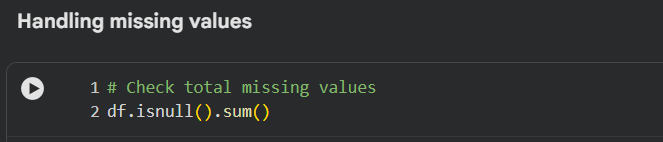 Handling missing values
1 # Check total missing values
2 df.isnull().sum()